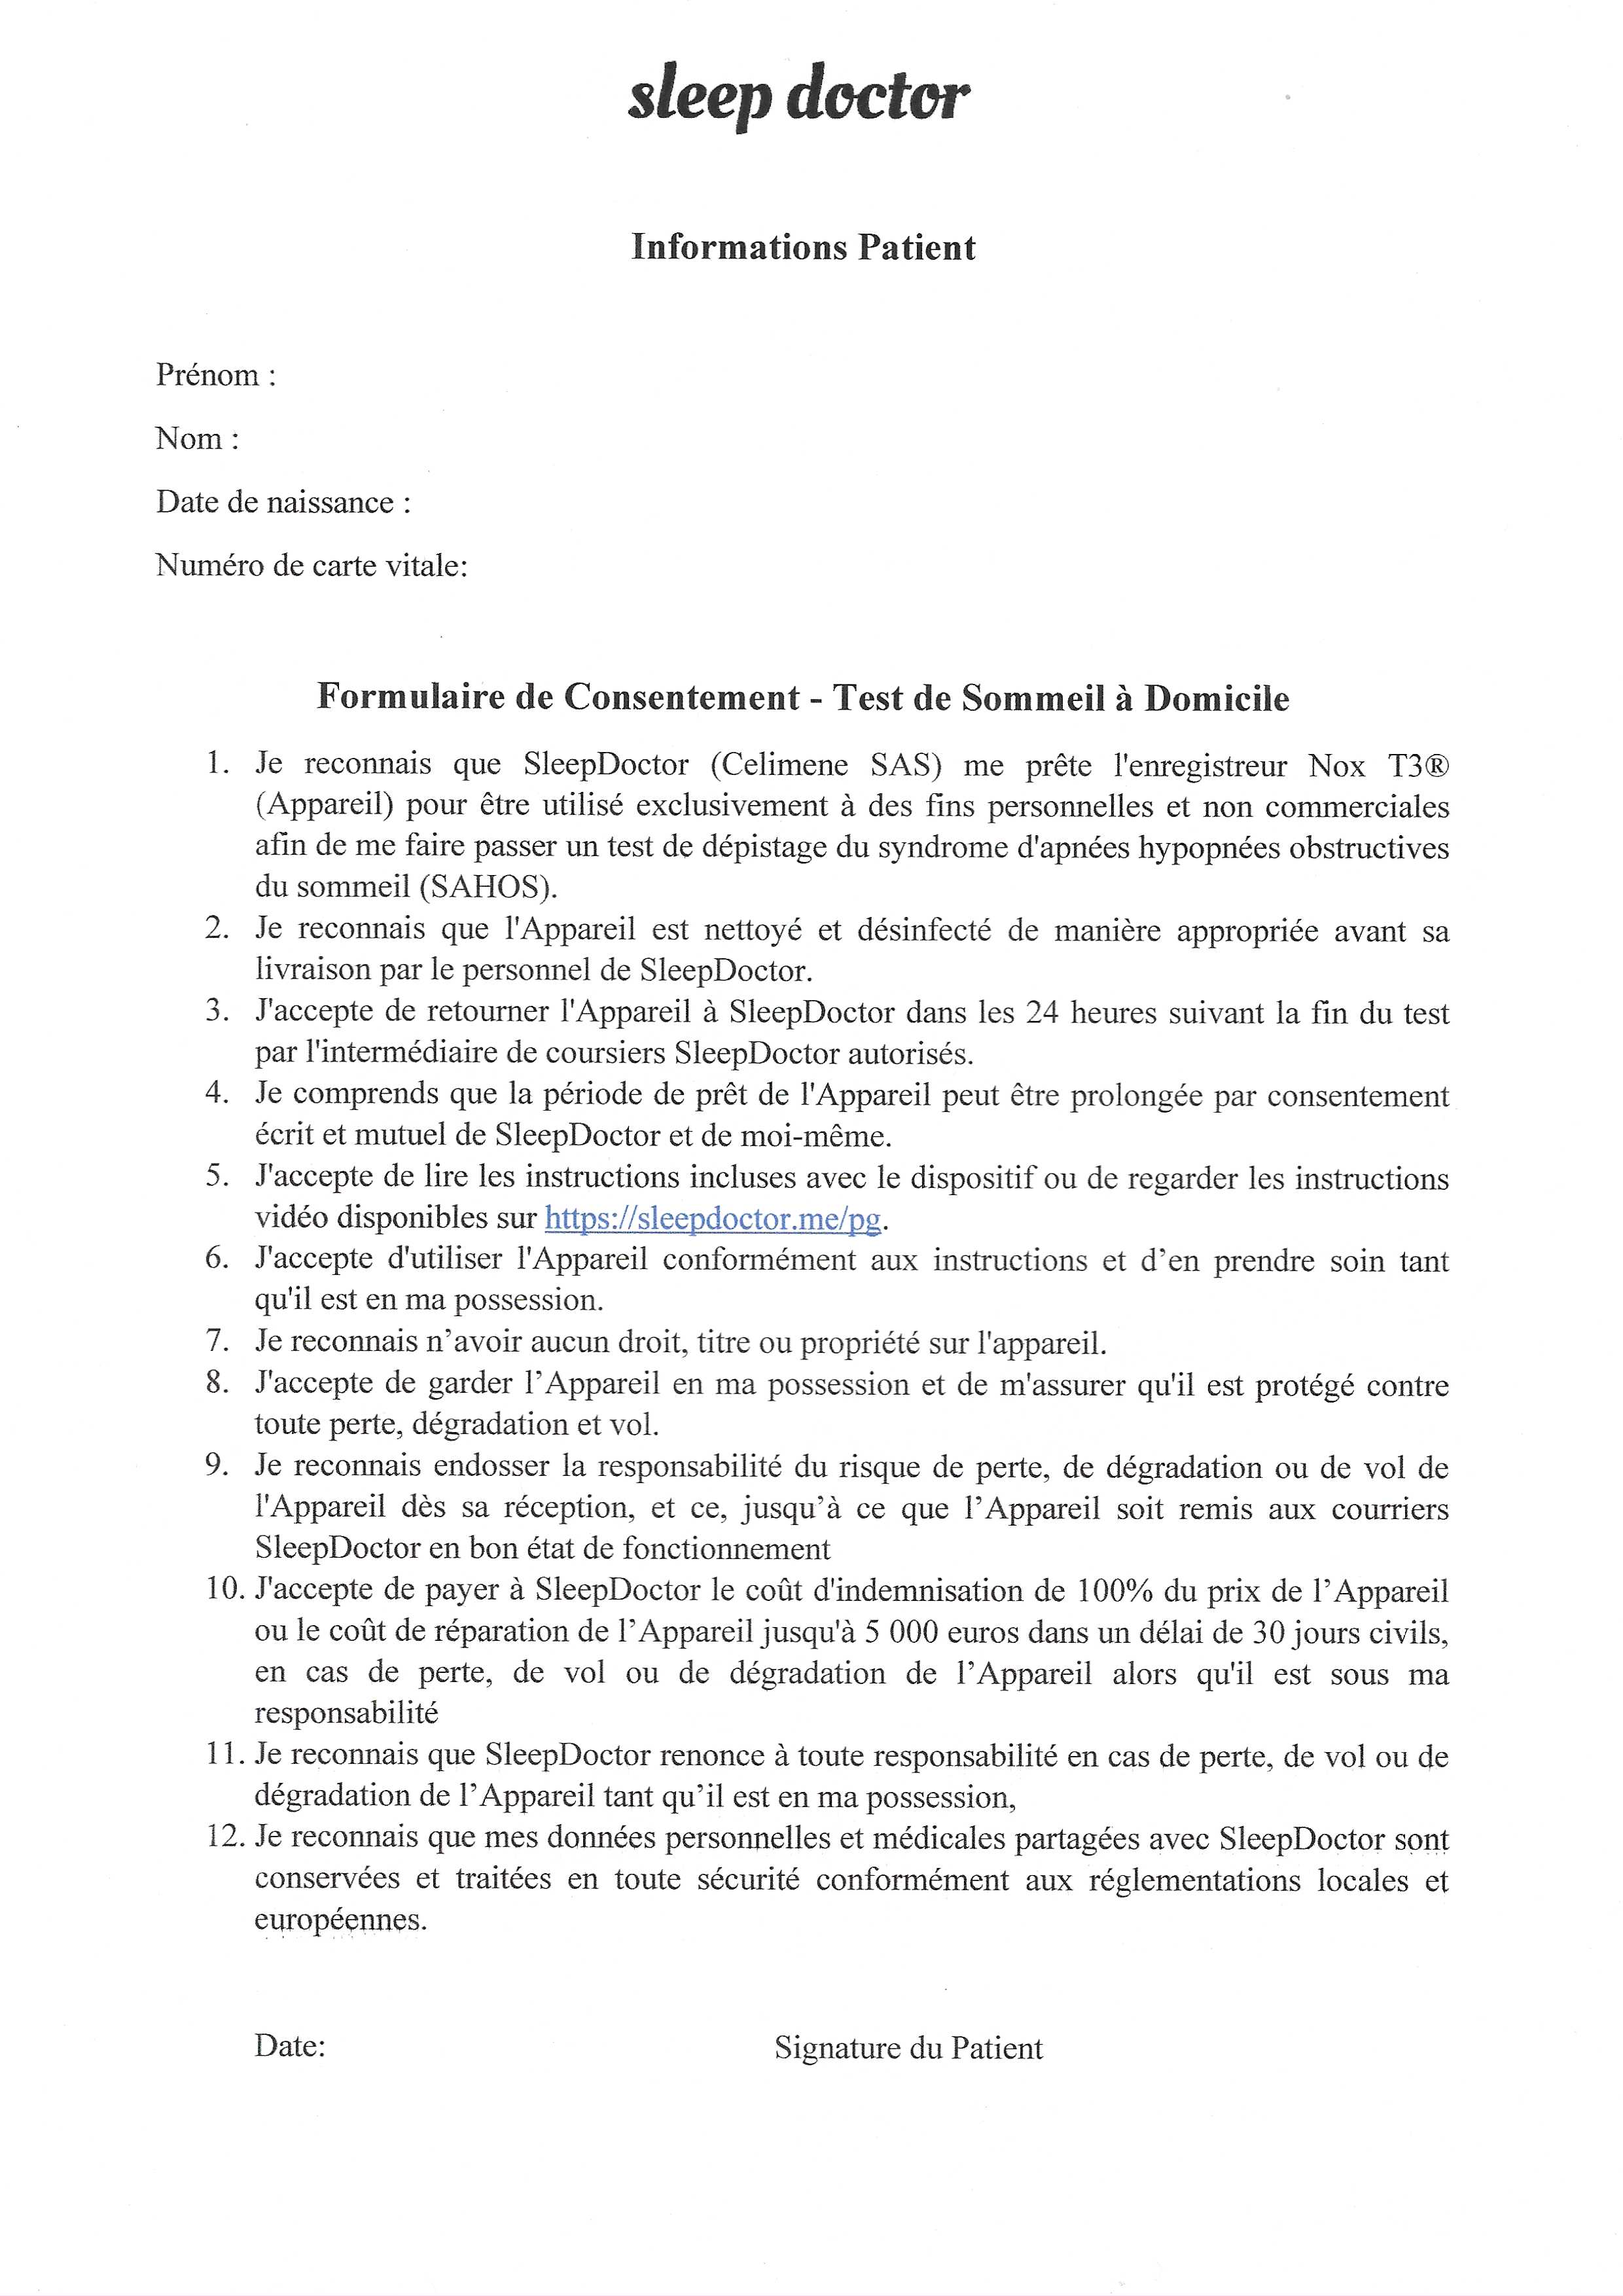 sleep doctor
Informations Patient
Prénom :
Nom :
Date de naissance :
Numéro de carte vitale:
Formulaire de Consentement - Test de Sommeil à Domicile
1. Je reconnais que SleepDoctor (Celimene SAS) me prête l'enregistreur Nox T3®
(Appareil) pour être utilisé exclusivement à des fins personnelles et non commerciales
afin de me faire passer un test de dépistage du syndrome d'apnées hypopnées obstructives
du sommeil (SAHOS).
2. Je reconnais que l'Appareil est nettoyé et désinfecté de manière appropriée avant sa
livraison par le personnel de SleepDoctor.
3. J'accepte de retourner l'Appareil à SleepDoctor dans les 24 heures suivant la fin du test
par l'intermédiaire de coursiers SleepDoctor autorisés.
4. Je comprends que la période de prêt de l'Appareil peut être prolongée par consentement
écrit et mutuel de SleepDoctor et de moi-même.
5. J'accepte de lire les instructions incluses avec le dispositif ou de regarder les instructions
vidéo disponibles sur https://sleepdoctor.me/pg.
6. J'accepte d'utiliser l'Appareil conformément aux instructions et d’en prendre soin tant
qu'il est en ma possession.
7. Je reconnais n’avoir aucun droit, titre ou propriété sur l'appareil.
8. J'accepte de garder l’Appareil en ma possession et de m'assurer qu'il est protégé contre
toute perte, dégradation et vol.
9. Je reconnais endosser la responsabilité du risque de perte, de dégradation ou de vol de
l'Appareil dès sa réception, et ce, jusqu’à ce que l’Appareil soit remis aux courriers
SleepDoctor en bon état de fonctionnement
10. J'accepte de payer à SleepDoctor le coût d'indemnisation de 100% du prix de l’Appareil
ou le coût de réparation de l’Appareil jusqu'à 5 000 euros dans un délai de 30 jours civils,
en cas de perte, de vol ou de dégradation de l’Appareil alors qu'il est sous ma
responsabilité
11. Je reconnais que SleepDoctor renonce à toute responsabilité en cas de perte, de vol ou de
dégradation de l’Appareil tant qu’il est en ma possession,
12. Je reconnais que mes données personnelles et médicales partagées avec SleepDoctor sont
conservées et traitées en toute sécurité conformément aux réglementations locales et
européennes.
Date: Signature du Patient